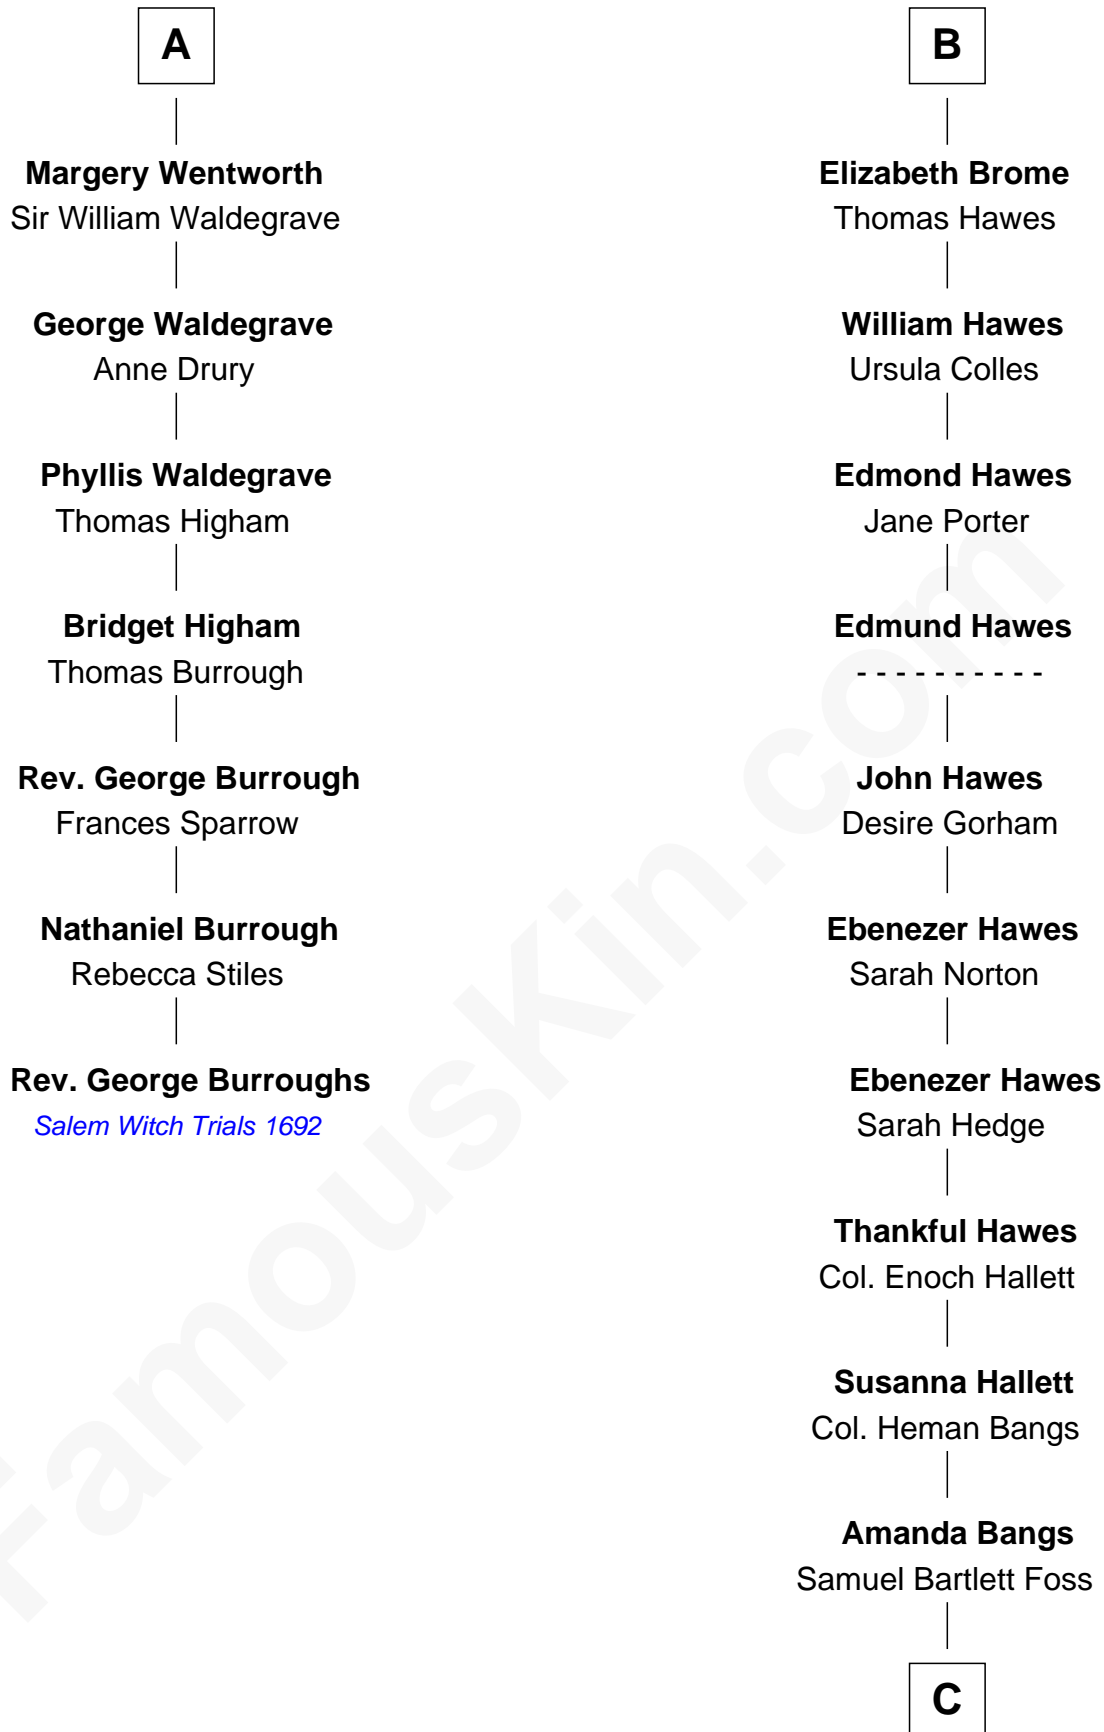 A
Margery Wentworth
Sir William Waldegrave
George Waldegrave
Anne Drury
Phyllis Waldegrave
Thomas Higham
Bridget Higham
Thomas Burrough
Rev. George Burrough
Frances Sparrow
Nathaniel Burrough
Rebecca Stiles
Rev. George Burroughs
Salem Witch Trials 1692
B
Elizabeth Brome
Thomas Hawes
William Hawes
Ursula Colles
Edmond Hawes
Jane Porter
Edmund Hawes
- - - - - - - - - -
John Hawes
Desire Gorham
Ebenezer Hawes
Sarah Norton
Ebenezer Hawes
Sarah Hedge
Thankful Hawes
Col. Enoch Hallett
Susanna Hallett
Col. Heman Bangs
Amanda Bangs
Samuel Bartlett Foss
C
FamousKin.com